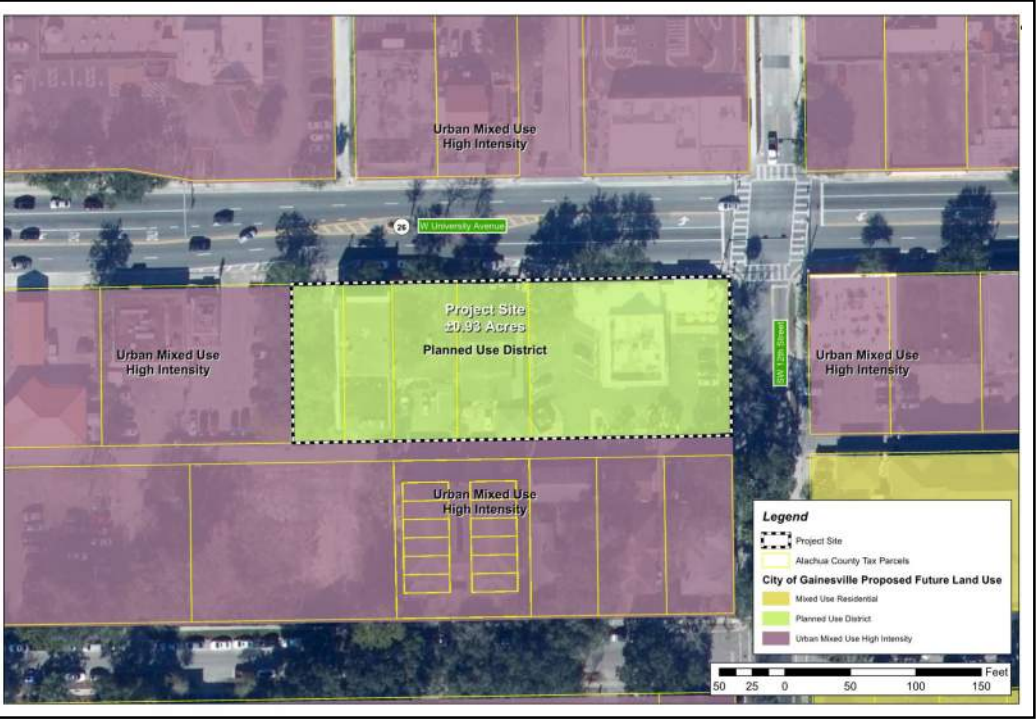 Urban Mixed Use
High Intensity
26
W University Avenue
Project Site
±0.93 Acres
Planned Use District
Urban Mixed Use
High Intensity
SW 12th Street
Urban Mixed Use
High Intensity
Urban Mixed Use
High Intensity
Legend
Project Site
Alachua County Tax Parcels
City of Gainesville Proposed Future Land Use
Mixed Use Residential
Planned Use District
Urban Mixed Use High Intensity
Feet
50 25 0 50 100 150